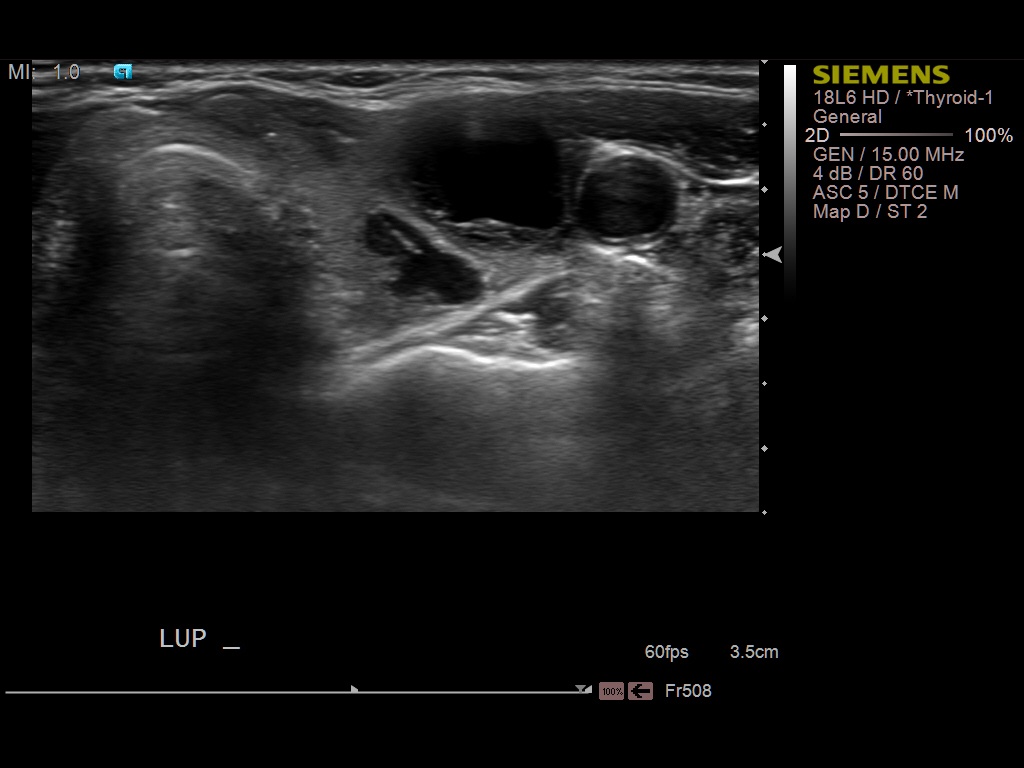 MI: 1.0
SIEMENS
18L6 HD / *Thyroid-1
General
2D 100%
GEN / 15.00 MHz
4 dB / DR 60
ASC 5 / DTCE M
Map D / ST 2
LUP _
60fps 3.5cm
100% Fr508